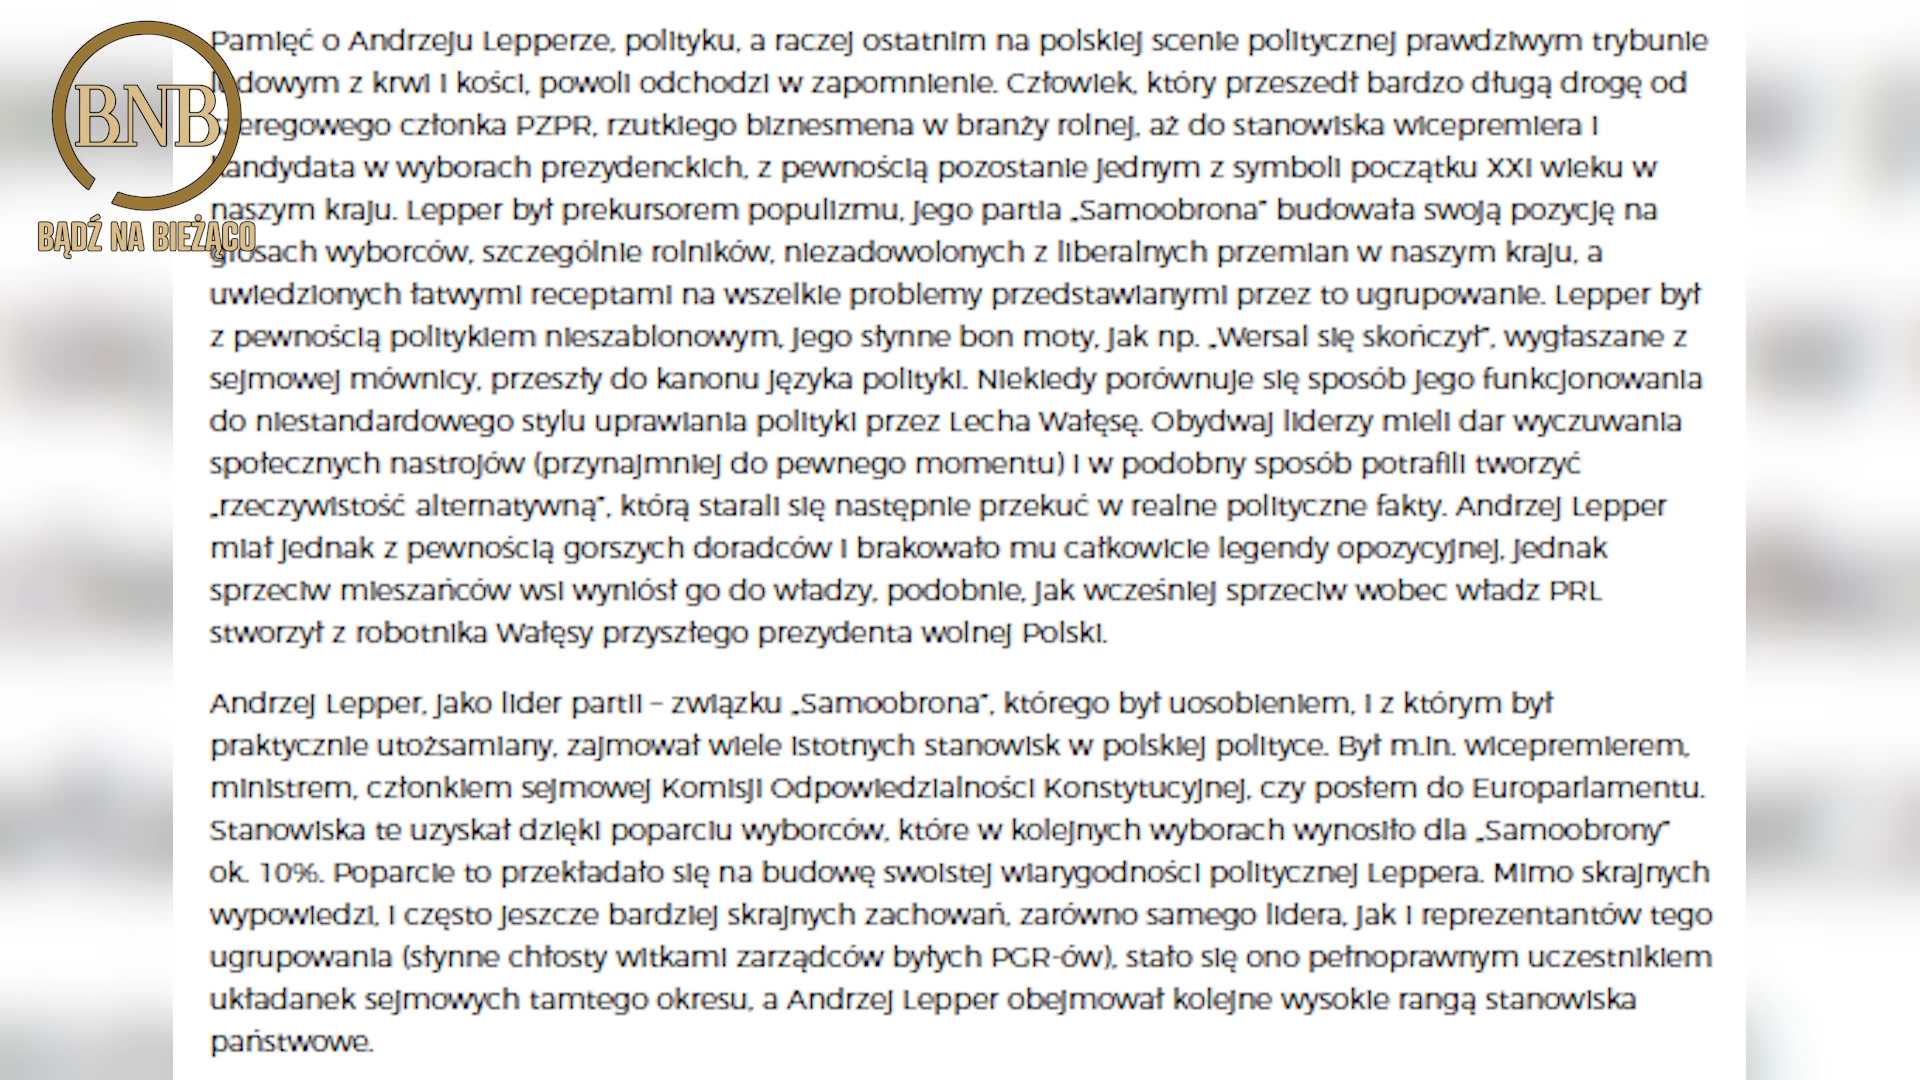 BNB
BĄDŹ NA BIEŻĄCO
Pamięć o Andrzeju Lepperze, polityku, a raczej ostatnim na polskiej scenie politycznej prawdziwym trybunie
ludowym z krwi i kości, powoli odchodzi w zapomnienie. Człowiek, który przeszedł bardzo długą drogę od
szeregowego członka PZPR, rzutkiego biznesmena w branży rolnej, aż do stanowiska wicepremiera i
kandydata w wyborach prezydenckich, z pewnością pozostanie jednym z symboli początku XXI wieku w
naszym kraju. Lepper był prekursorem populizmu, jego partia „Samoobrona” budowała swoją pozycję na
głosach wyborców, szczególnie rolników, niezadowolonych z liberalnych przemian w naszym kraju, a
uwiedzionych łatwymi receptami na wszelkie problemy przedstawianymi przez to ugrupowanie. Lepper był
z pewnością politykiem nieszablonowym, jego słynne bon moty, jak np. „Wersal się skończył”, wygłaszane z
sejmowej mównicy, przeszły do kanonu języka polityki. Niekiedy porównuje się sposób jego funkcjonowania
do niestandardowego stylu uprawiania polityki przez Lecha Wałęsę. Obydwaj liderzy mieli dar wyczuwania
społecznych nastrojów (przynajmniej do pewnego momentu) i w podobny sposób potrafili tworzyć
„rzeczywistość alternatywną”, którą starali się następnie przekuć w realne polityczne fakty. Andrzej Lepper
miał jednak z pewnością gorszych doradców i brakowało mu całkowicie legendy opozycyjnej, jednak
sprzeciw mieszańców wsi wyniósł go do władzy, podobnie, jak wcześniej sprzeciw wobec władz PRL
stworzył z robotnika Wałęsy przyszłego prezydenta wolnej Polski.
Andrzej Lepper, jako lider partii – związku „Samoobrona”, którego był uosobieniem, i z którym był
praktycznie utożsamiany, zajmował wiele istotnych stanowisk w polskiej polityce. Był m.in. wicepremierem,
ministrem, członkiem sejmowej Komisji Odpowiedzialności Konstytucyjnej, czy posłem do Europarlamentu.
Stanowiska te uzyskał dzięki poparciu wyborców, które w kolejnych wyborach wynosiło dla „Samoobrony”
ok. 10%. Poparcie to przekładało się na budowę swoistej wiarygodności politycznej Leppera. Mimo skrajnych
wypowiedzi, i często jeszcze bardziej skrajnych zachowań, zarówno samego lidera, jak i reprezentantów tego
ugrupowania (słynne chłosty witkami zarządców byłych PGR-ów), stało się ono pełnoprawnym uczestnikiem
układanek sejmowych tamtego okresu, a Andrzej Lepper obejmował kolejne wysokie rangą stanowiska
państwowe.